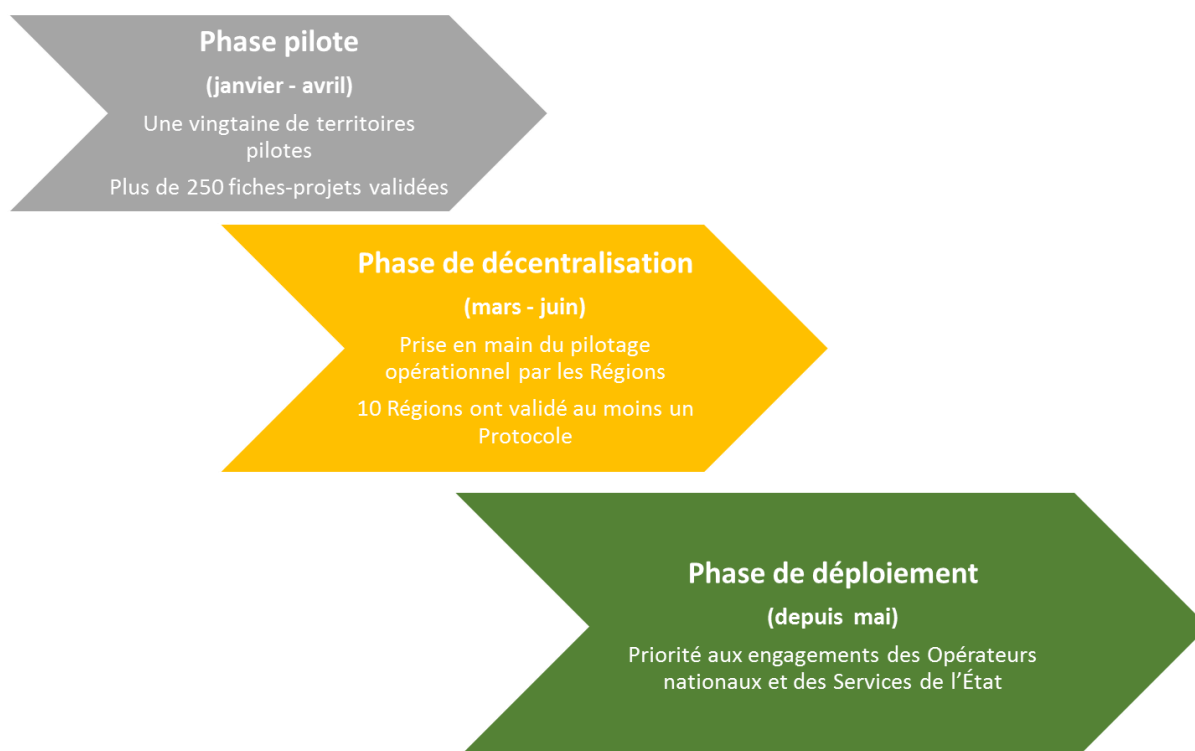 Phase pilote
(janvier - avril)
Une vingtaine de territoires
pilotes
Plus de 250 fiches-projets validées
Phase de décentralisation
(mars - juin)
Prise en main du pilotage
opérationnel par les Régions
10 Régions ont validé au moins un
Protocole
Phase de déploiement
(depuis mai)
Priorité aux engagements des Opérateurs
nationaux et des Services de l’État